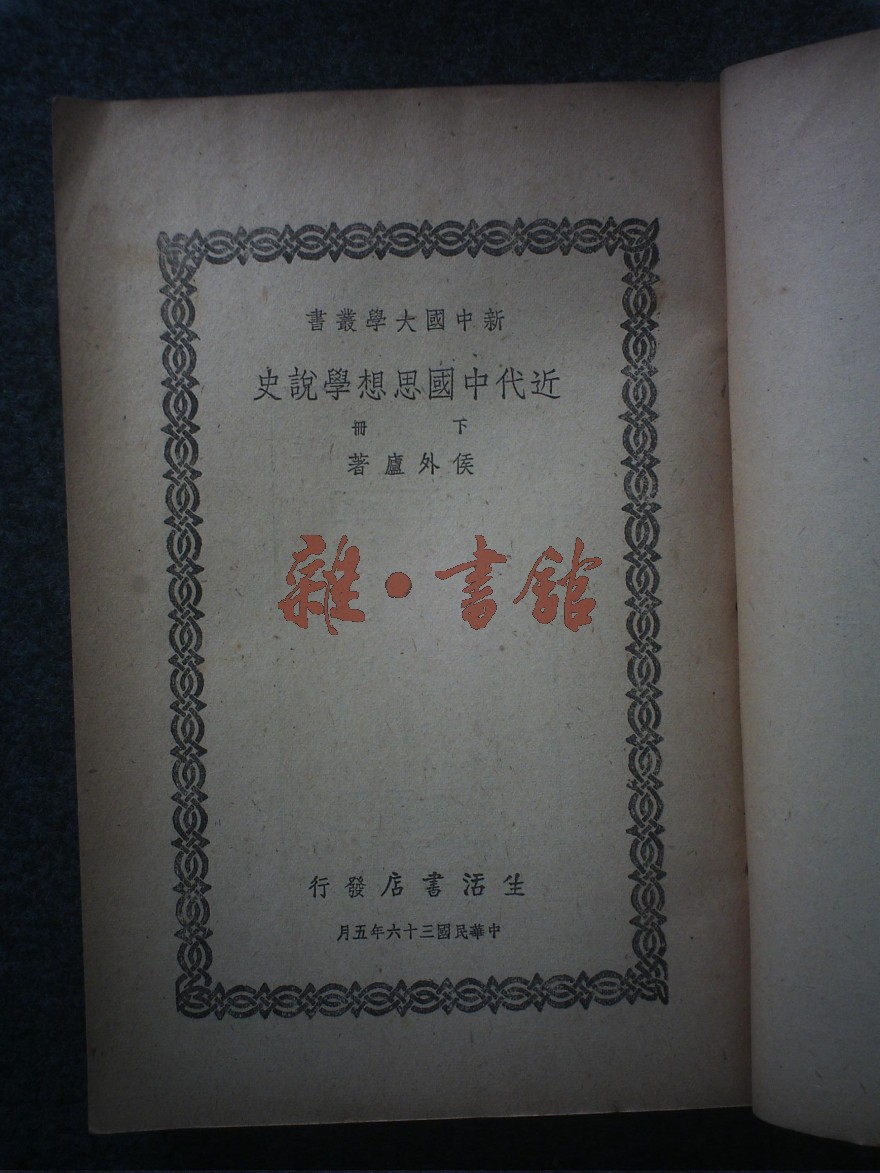 新中國大學叢書
近代中國思想學說史
下冊
侯外廬著
雜·書館
生活書店發行
中華民國三十六年五月